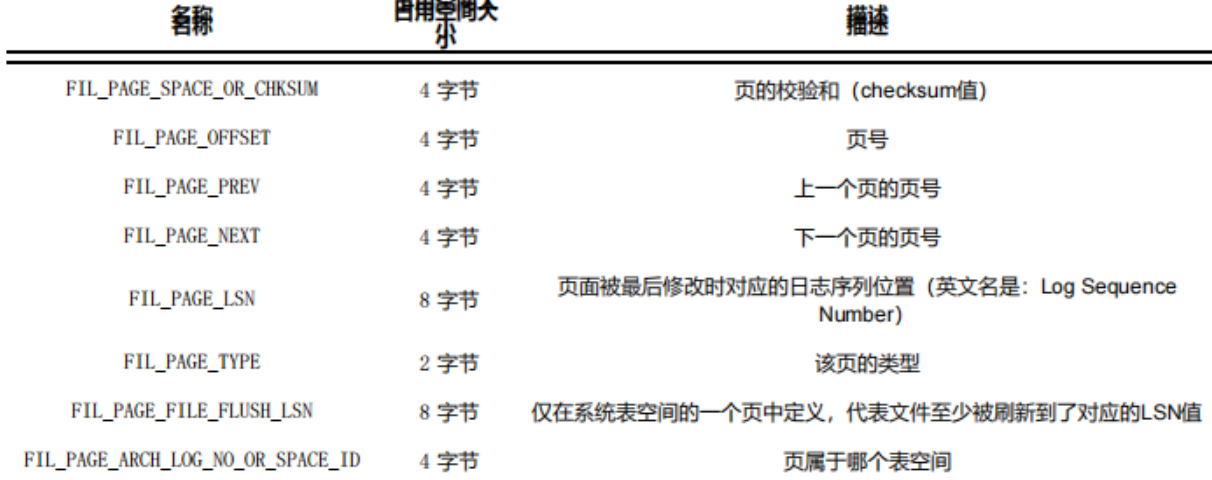 名称 占用空间大 描述
小
FIL_PAGE_SPACE_OR_CHKSUM 4 字节 页的校验和（checksum值）
FIL_PAGE_OFFSET 4 字节 页号
FIL_PAGE_PREV 4 字节 上一个页的页号
FIL_PAGE_NEXT 4 字节 下一个页的页号
FIL_PAGE_LSN 8 字节 页面被最后修改时对应的日志序列位置（英文名是：Log Sequence
Number）
FIL_PAGE_TYPE 2 字节 该页的类型
FIL_PAGE_FILE_FLUSH_LSN 8 字节 仅在系统表空间的一个页中定义，代表文件至少被刷新到了对应的LSN值
FIL_PAGE_ARCH_LOG_NO_OR_SPACE_ID 4 字节 页属于哪个表空间